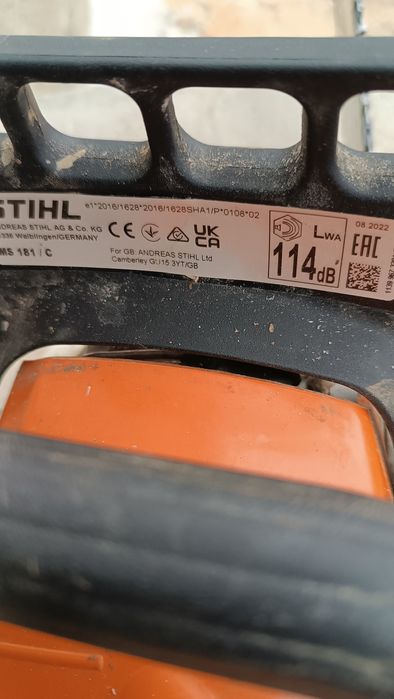 STIHL
e1*2016/1628*2016/1628SHA1/P*0108*02
ANDREAS STIHL AG & Co. KG
Waiblingen/GERMANY
MS 181 / C
CE
UK
CA
For GB: ANDREAS STIHL Ltd
Camberley GU15 3YT/GB
LWA
114dB
08.2022
EAC